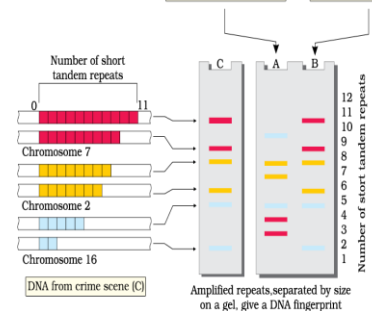 Number of short
tandem repeats
0
11
Chromosome 7
Chromosome 2
Chromosome 16
DNA from crime scene (C)
C
A
B
12
11
10
9
8
7
6
5
4
3
2
1
Number of stort tandem repeats
Amplified repeats,separated by size
on a gel, give a DNA fingerprint